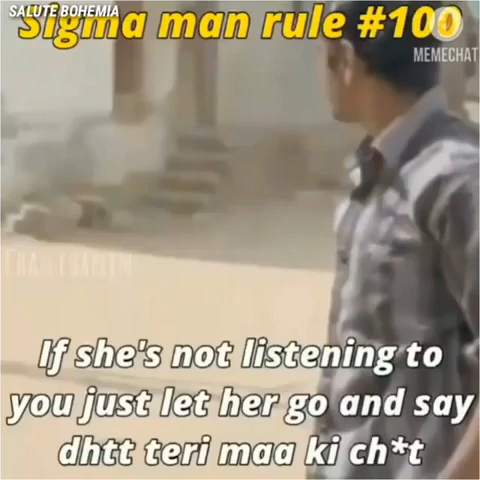 SALUTE BOHEMIA
Sigma man rule #100
MEMECHAT
If she's not listening to
you just let her go and say
dhtt teri maa ki ch*t